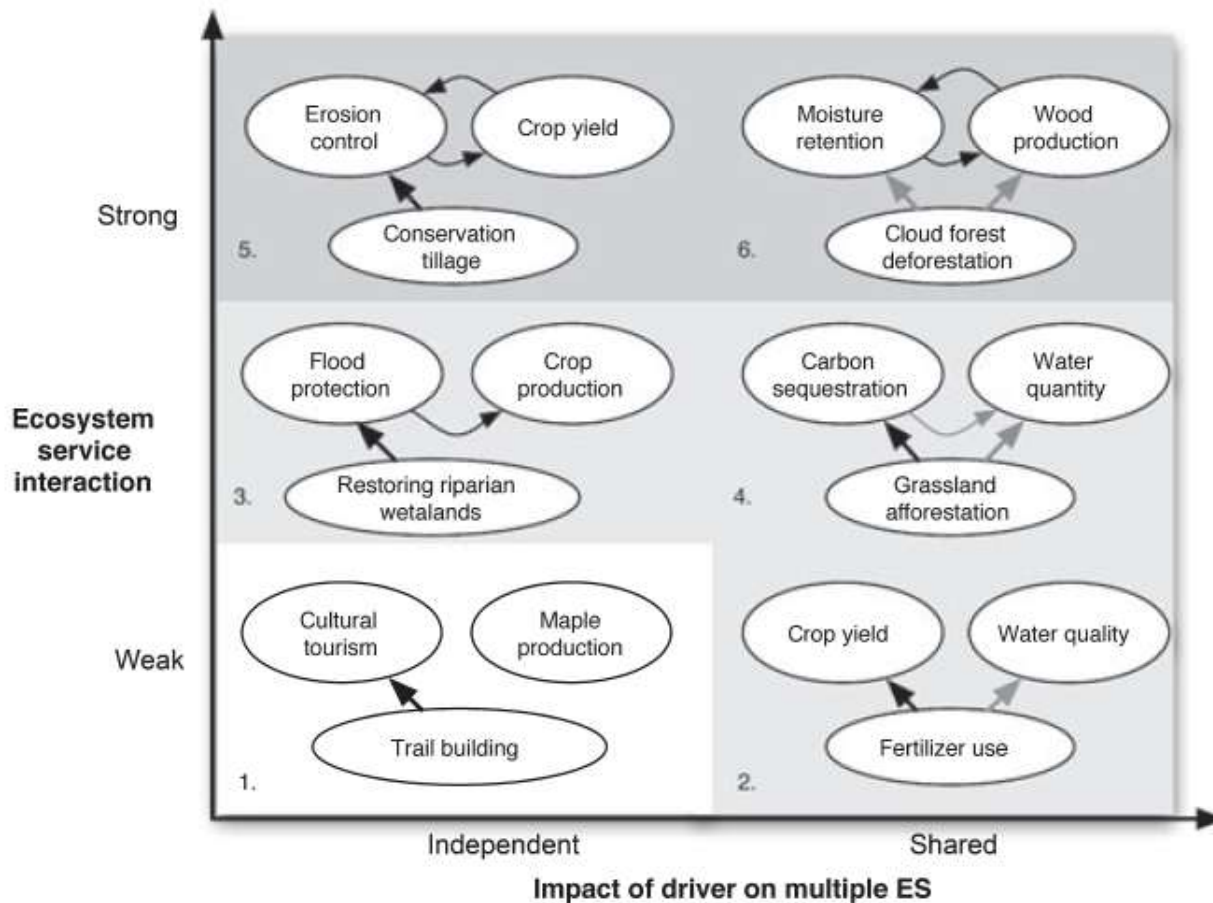 Erosion
control
Crop yield
Conservation
tillage
5.
Moisture
retention
Wood
production
Cloud forest
deforestation
6.
Strong
Flood
protection
Crop
production
Restoring riparian
wetalands
3.
Carbon
sequestration
Water
quantity
Grassland
afforestation
4.
Ecosystem
service
interaction
Cultural
tourism
Maple
production
Trail building
1.
Crop yield
Water quality
Fertilizer use
2.
Weak
Independent
Shared
Impact of driver on multiple ES